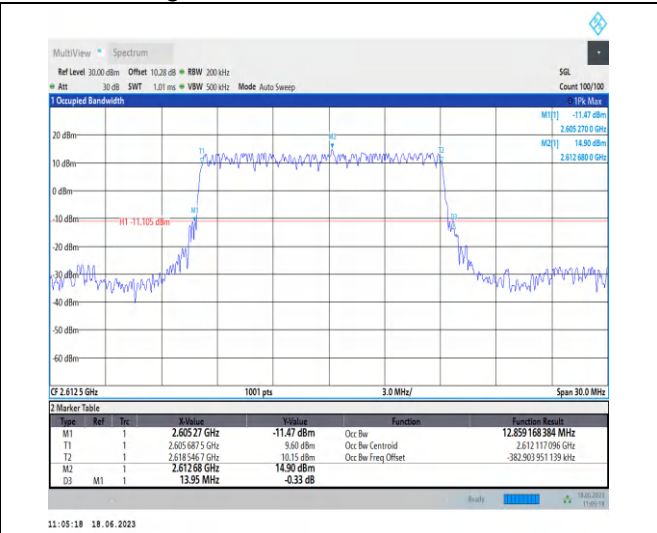 MultiView Spectrum
Ref Level 30.00 dBm Offset 10.28 dB RBW 200 kHz SGL
Att 30 dB SWT 1.01 ms VBW 500 kHz Mode Auto Sweep Count 100/100
1 Occupied Bandwidth 1Pk Max
M1[1] -11.47 dBm
2.605 270 0 GHz
M2[1] 14.90 dBm
2.612 680 0 GHz
20 dBm
M2
T1
T2
10 dBm
0 dBm
M1
-10 dBm
H1 -11.105 dBm
D3
-20 dBm
-30 dBm
-40 dBm
-50 dBm
-60 dBm
CF 2.612 5 GHz 1001 pts 3.0 MHz/ Span 30.0 MHz
2 Marker Table
Type Ref Trc X-Value Y-Value Function Function Result
M1 1 2.605 27 GHz -11.47 dBm Occ Bw 12.859 168 384 MHz
T1 1 2.605 687 5 GHz 9.60 dBm Occ Bw Centroid 2.612 117 096 GHz
T2 1 2.618 546 7 GHz 10.15 dBm Occ Bw Freq Offset -382.903 951 139 kHz
M2 1 2.612 68 GHz 14.90 dBm
D3 M1 1 13.95 MHz -0.33 dB
Ready 18.06.2023
11:05:18 18.06.2023